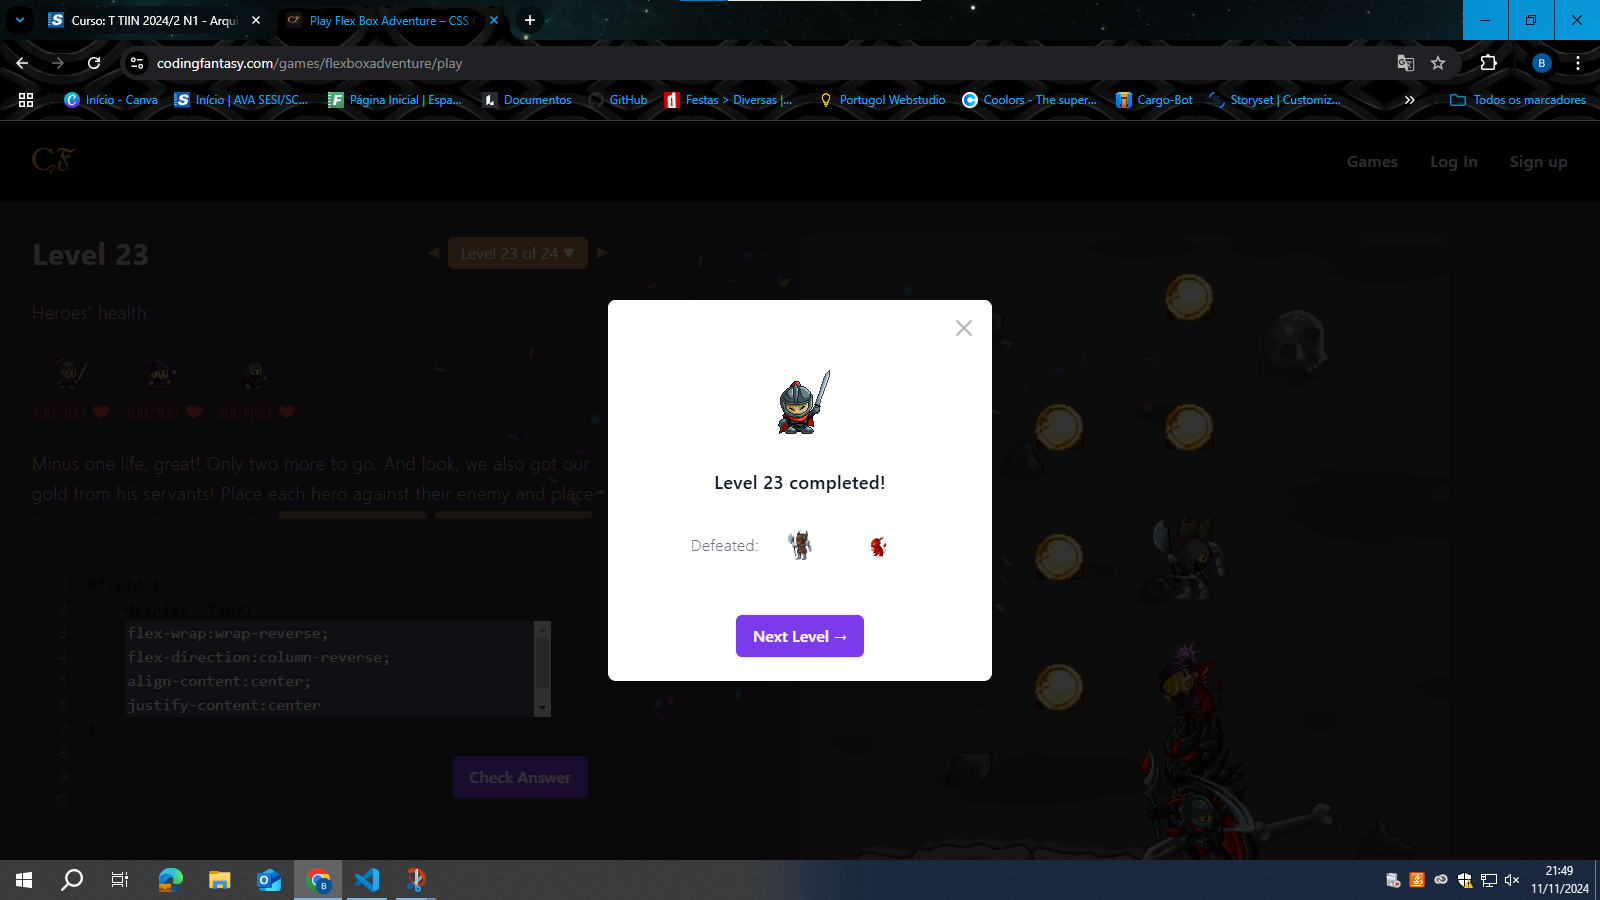 Curso: T TIIN 2024/2 N1 - Arqui
Play Flex Box Adventure – CSS
codingfantasy.com/games/flexboxadventure/play
Início - Canva
Início | AVA SESI/SC...
Página Inicial | Espa...
Documentos
GitHub
Festas > Diversas |...
Portugol Webstudio
Coolors - The super...
Cargo-Bot
Storyset | Customiz...
Todos os marcadores
CF
Games
Log In
Sign up
Level 23
Level 23 of 24 ▼
Heroes' health:
100/100
100/100
100/100
Minus one life, great! Only two more to go. And look, we also got our
gold from his servants! Place each hero against their enemy and place
1 #field {
2 display: flex;
3 flex-wrap:wrap-reverse;
4 flex-direction:column-reverse;
5 align-content:center;
6 justify-content:center
7 }
8
9
10
Check Answer
Level 23 completed!
Defeated:
Next Level →
B
21:49
11/11/2024